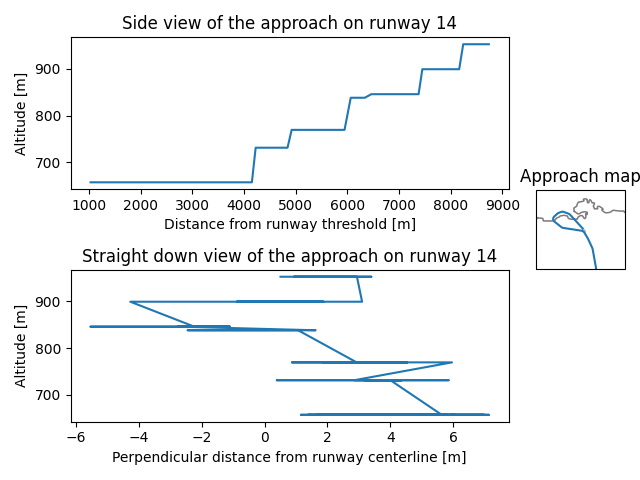 Side view of the approach on runway 14
900
800
700
Altitude [m]
1000 2000 3000 4000 5000 6000 7000 8000 9000
Distance from runway threshold [m]
Approach map
Straight down view of the approach on runway 14
900
800
700
Altitude [m]
−6 −4 −2 0 2 4 6
Perpendicular distance from runway centerline [m]